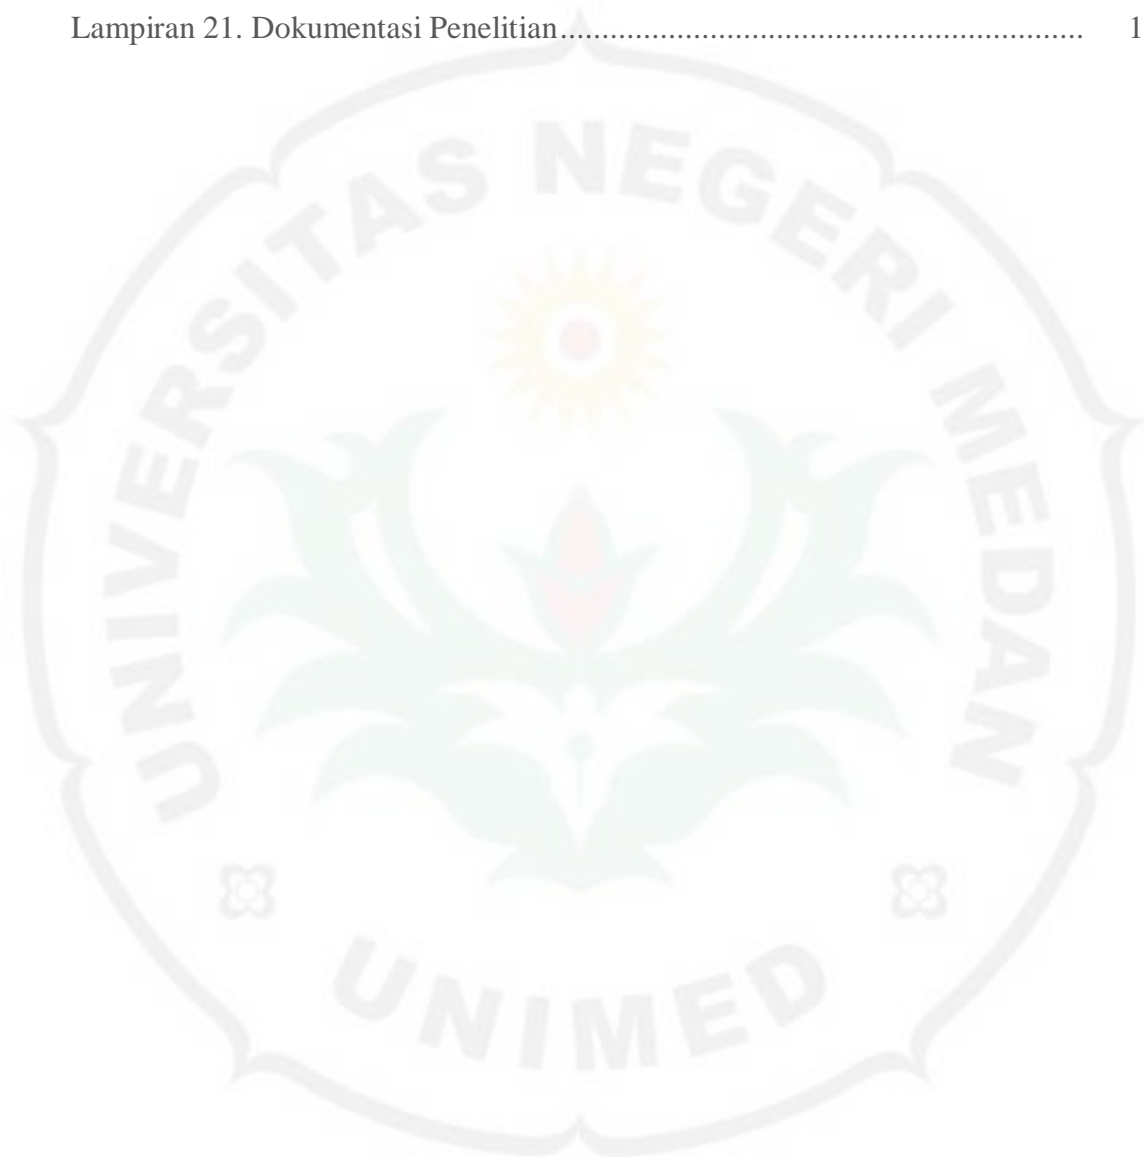 Lampiran 21. Dokumentasi Penelitian............................................................... 1
UNIVERSITAS NEGERI MEDAN
UNIMED